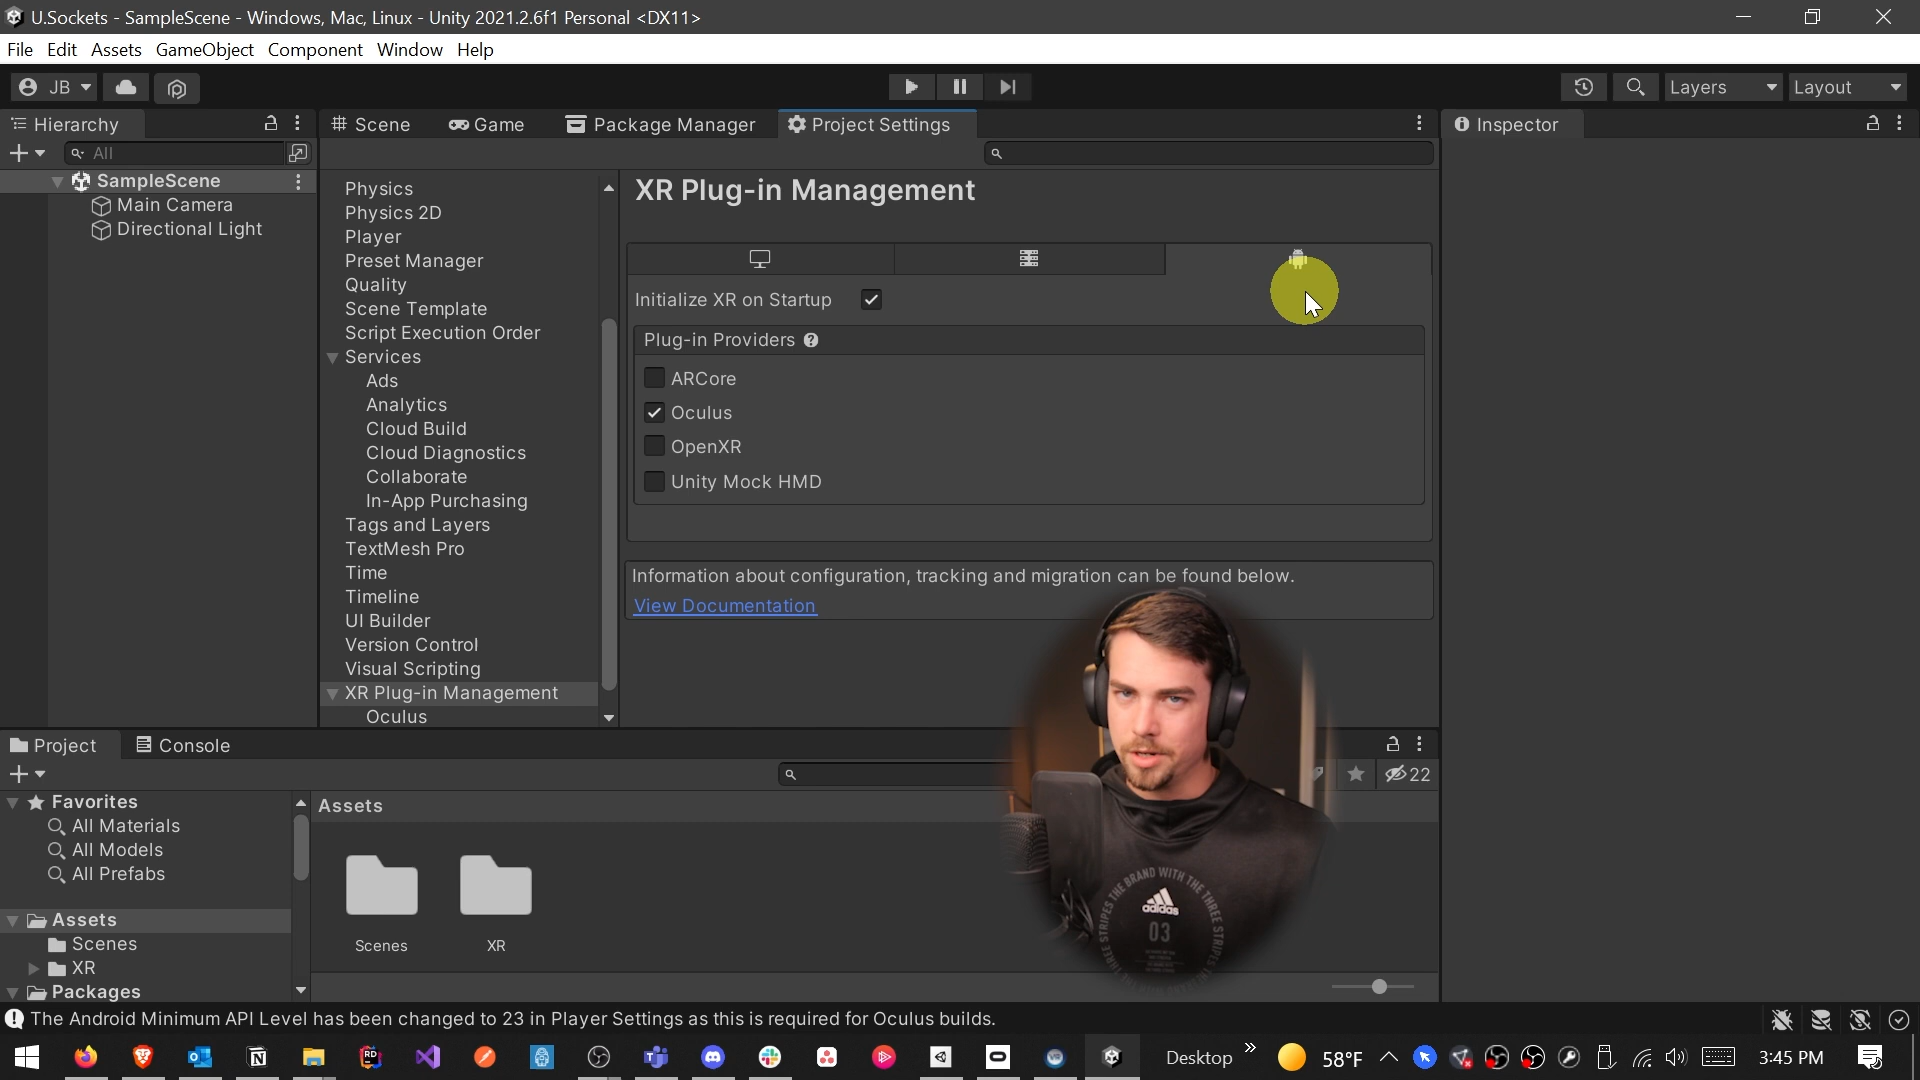 U.Sockets - SampleScene - Windows, Mac, Linux - Unity 2021.2.6f1 Personal <DX11>
File Edit Assets GameObject Component Window Help
JB
Layers
Layout
Hierarchy
Scene
Game
Package Manager
Project Settings
Inspector
All
SampleScene
Main Camera
Directional Light
Physics
Physics 2D
Player
Preset Manager
Quality
Scene Template
Script Execution Order
Services
Ads
Analytics
Cloud Build
Cloud Diagnostics
Collaborate
In-App Purchasing
Tags and Layers
TextMesh Pro
Time
Timeline
UI Builder
Version Control
Visual Scripting
XR Plug-in Management
Oculus
XR Plug-in Management
Initialize XR on Startup
Plug-in Providers
ARCore
Oculus
OpenXR
Unity Mock HMD
Information about configuration, tracking and migration can be found below.
View Documentation
Project
Console
22
Favorites
All Materials
All Models
All Prefabs
Assets
Scenes
XR
Packages
Assets
Scenes
XR
THE BRAND WITH THE THREE STRIPES
adidas
03
The Android Minimum API Level has been changed to 23 in Player Settings as this is required for Oculus builds.
Desktop
58°F
3:45 PM